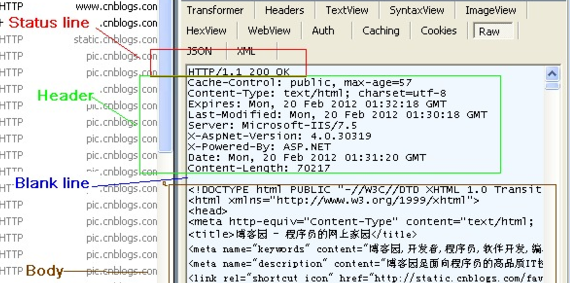 HTTP www.cnblogs.com
Status line
HTTP
HTTP static.cnblogs.com
HTTP pic.cnblogs.com
HTTP pic.cnblogs.com
HTTP pic.cnblogs.com
Header
HTTP pic.cnblogs.com
HTTP pic.cnblogs.com
HTTP pic.cnblogs.com
HTTP pic.cnblogs.com
Blank line
HTTP pic.cnblogs.com
HTTP pic.cnblogs.com
HTTP pic.cnblogs.com
HTTP pic.cnblogs.com
Body
HTTP pic.cnblogs.com
Transformer Headers TextView SyntaxView ImageView
HexView WebView Auth Caching Cookies Raw
JSON XML
HTTP/1.1 200 OK
Cache-Control: public, max-age=57
Content-Type: text/html; charset=utf-8
Expires: Mon, 20 Feb 2012 01:32:18 GMT
Last-Modified: Mon, 20 Feb 2012 01:30:18 GMT
Server: Microsoft-IIS/7.5
X-AspNet-Version: 4.0.30319
X-Powered-By: ASP.NET
Date: Mon, 20 Feb 2012 01:31:20 GMT
Content-Length: 70217
<!DOCTYPE html PUBLIC "-//W3C//DTD XHTML 1.0 Transit
<html xmlns="http://www.w3.org/1999/xhtml">
<head>
<meta http-equiv="Content-Type" content="text/html;
<title>博客园 - 程序员的网上家园</title>
<meta name="keywords" content="博客园,开发者,程序员,软件开发,编
<meta name="description" content="博客园是面向程序员的高品质IT
<link rel="shortcut icon" href="http://static.cnblogs.com/fav